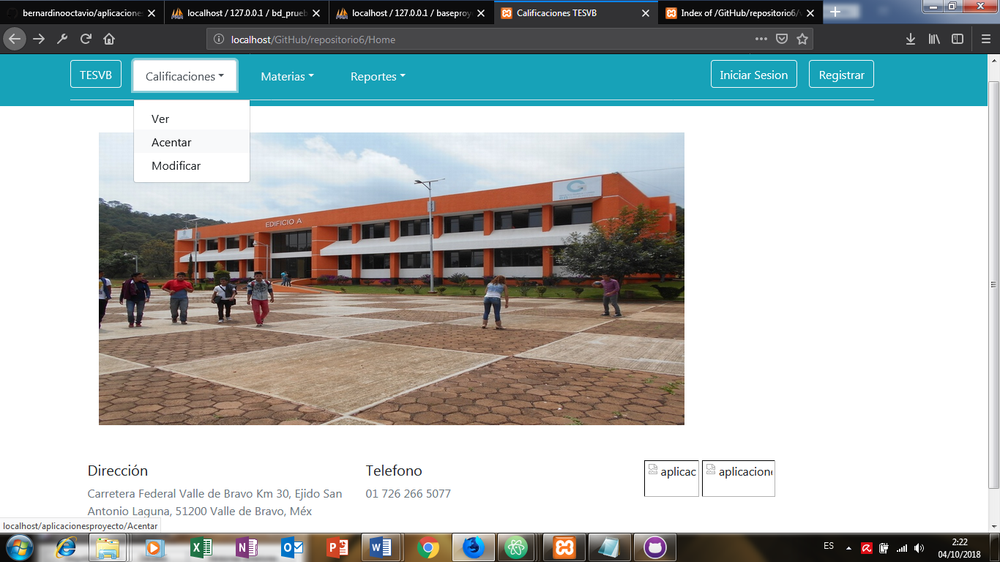 bernardinooctavio/aplicacione
localhost / 127.0.0.1 / bd_prueb
localhost / 127.0.0.1 / baseproy
Calificaciones TESVB
Index of /GitHub/repositorio6/
localhost/GitHub/repositorio6/Home
TESVB
Calificaciones
Materias
Reportes
Iniciar Sesion
Registrar
Ver
Acentar
Modificar
EDIFICIO A
Dirección
Carretera Federal Valle de Bravo Km 30, Ejido San
Antonio Laguna, 51200 Valle de Bravo, Méx
Telefono
01 726 266 5077
aplicac
aplicacion
localhost/aplicacionesproyecto/Acentar
ES
2:22
04/10/2018